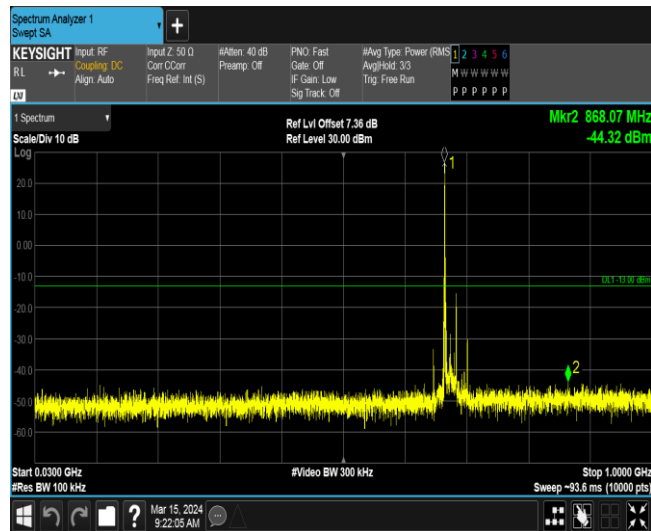 Spectrum Analyzer 1
Swept SA
+
KEYSIGHT
RL
LXI
Input: RF
Coupling: DC
Align: Auto
Input Z: 50 Ω
Corr CCorr
Freq Ref: Int (S)
#Atten: 40 dB
Preamp: Off
PNO: Fast
Gate: Off
IF Gain: Low
Sig Track: Off
#Avg Type: Power (RMS
Avg|Hold: 3/3
Trig: Free Run
1 2 3 4 5 6
M W W W W W
P P P P P P
1 Spectrum
Scale/Div 10 dB
Log
Ref Lvl Offset 7.36 dB
Ref Level 30.00 dBm
Mkr2 868.07 MHz
-44.32 dBm
1
20.0
10.0
0.00
-10.0
DL1 -13.00 dBm
-20.0
-30.0
-40.0
2
-50.0
-60.0
Start 0.0300 GHz
#Res BW 100 kHz
#Video BW 300 kHz
Stop 1.0000 GHz
Sweep ~93.6 ms (10000 pts)
?
Mar 15, 2024
9:22:05 AM